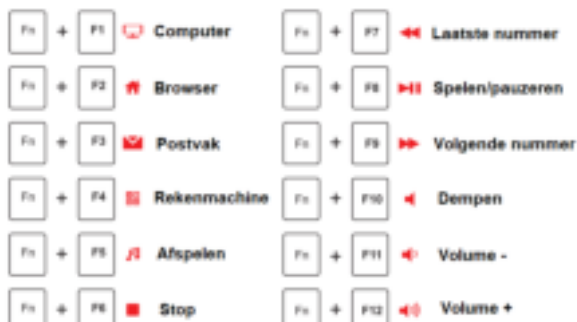 Fn + F1 Computer
Fn + F2 Browser
Fn + F3 Postvak
Fn + F4 Rekenmachine
Fn + F5 Afspelen
Fn + F6 Stop
Fn + F7 Laatste nummer
Fn + F8 Spelen/pauzeren
Fn + F9 Volgende nummer
Fn + F10 Dempen
Fn + F11 Volume -
Fn + F12 Volume +